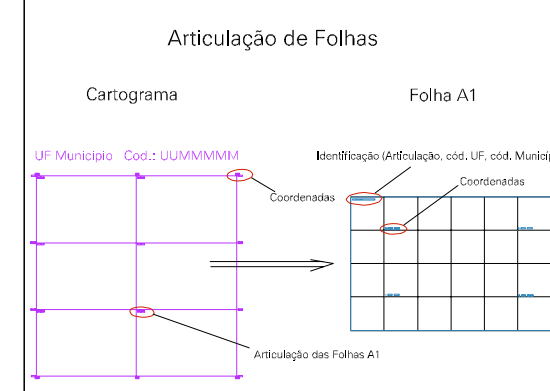 Articulação de Folhas
Cartograma
Folha A1
UF Municipio Cod.: UUMMMMM
Identificação (Articulação, cód. UF, cód. Municíp
Coordenadas
Coordenadas
Articulação das Folhas A1